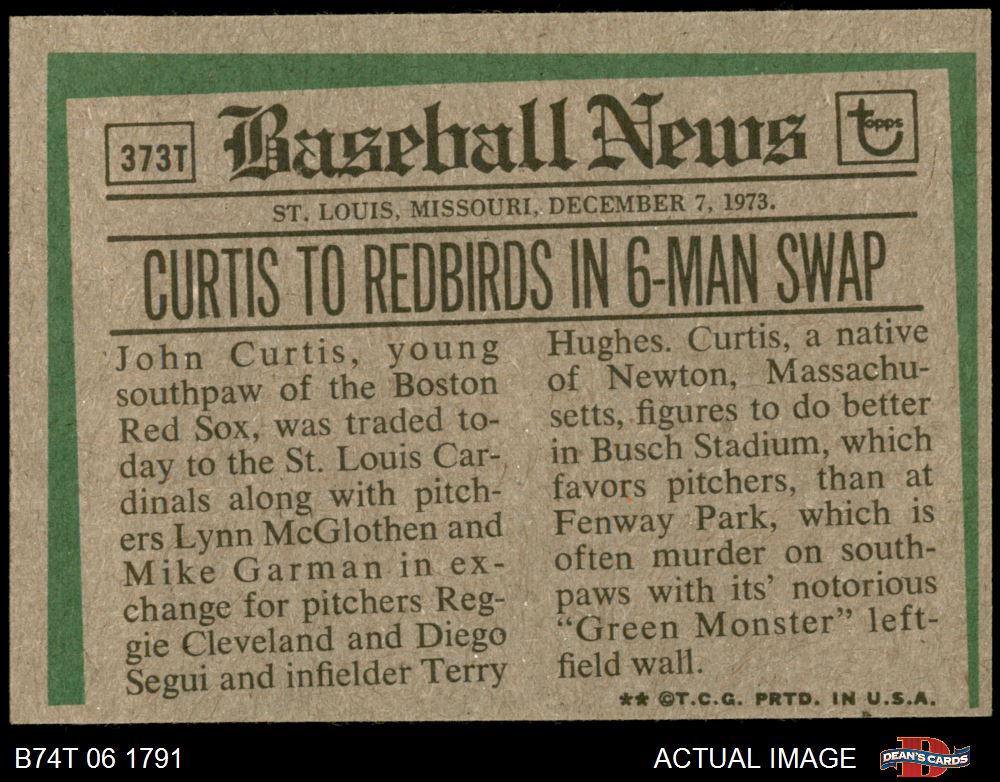 373T
Baseball News
topps
ST. LOUIS, MISSOURI, DECEMBER 7, 1973.
CURTIS TO REDBIRDS IN 6-MAN SWAP
John Curtis, young
southpaw of the Boston
Red Sox, was traded to-
day to the St. Louis Car-
dinals along with pitch-
ers Lynn McGlothen and
Mike Garman in ex-
change for pitchers Reg-
gie Cleveland and Diego
Segui and infielder Terry
Hughes. Curtis, a native
of Newton, Massachu-
setts, figures to do better
in Busch Stadium, which
favors pitchers, than at
Fenway Park, which is
often murder on south-
paws with its' notorious
"Green Monster" left-
field wall.
** ©T.C.G. PRTD. IN U.S.A.
B74T 06 1791
ACTUAL IMAGE
DEAN'S CARDS